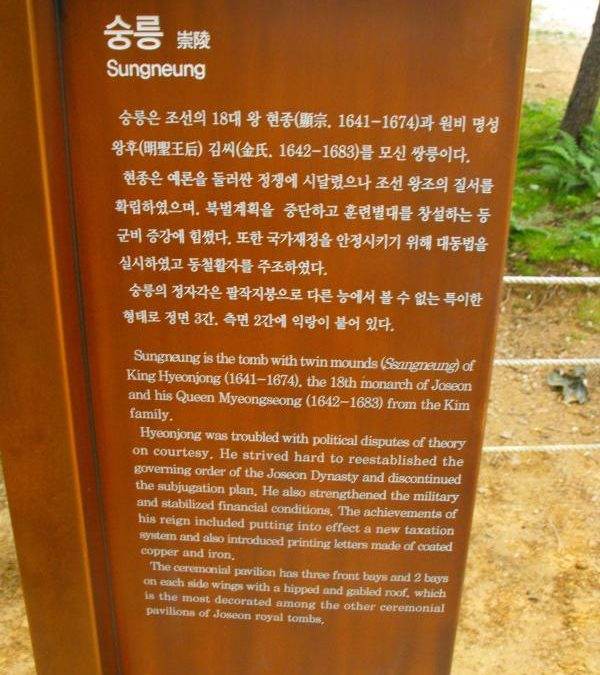 숭릉 崇陵
Sungneung
숭릉은 조선의 18대 왕 현종(顯宗, 1641-1674)과 원비 명성
왕후(明聖王后) 김씨(金氏, 1642-1683)를 모신 쌍릉이다.
현종은 예론을 둘러싼 정쟁에 시달렸으나 조선 왕조의 질서를
확립하였으며, 북벌계획을 중단하고 훈련별대를 창설하는 등
군비 증강에 힘썼다. 또한 국가재정을 안정시키기 위해 대동법을
실시하였고 동철활자를 주조하였다.
숭릉의 정자각은 팔작지붕으로 다른 능에서 볼 수 없는 특이한
형태로 정면 3간, 측면 2간에 익랑이 붙어 있다.
Sungneung is the tomb with twin mounds (Ssangneung) of
King Hyeonjong (1641-1674), the 18th monarch of Joseon
and his Queen Myeongseong (1642-1683) from the Kim
family.
Hyeonjong was troubled with political disputes of theory
on courtesy. He strived hard to reestablished the
governing order of the Joseon Dynasty and discontinued
the subjugation plan. He also strengthened the military
and stabilized financial conditions. The achievements of
his reign included putting into effect a new taxation
system and also introduced printing letters made of coated
copper and iron.
The ceremonial pavilion has three front bays and 2 bays
on each side wings with a hipped and gabled roof, which
is the most decorated among the other ceremonial
pavilions of Joseon royal tombs.